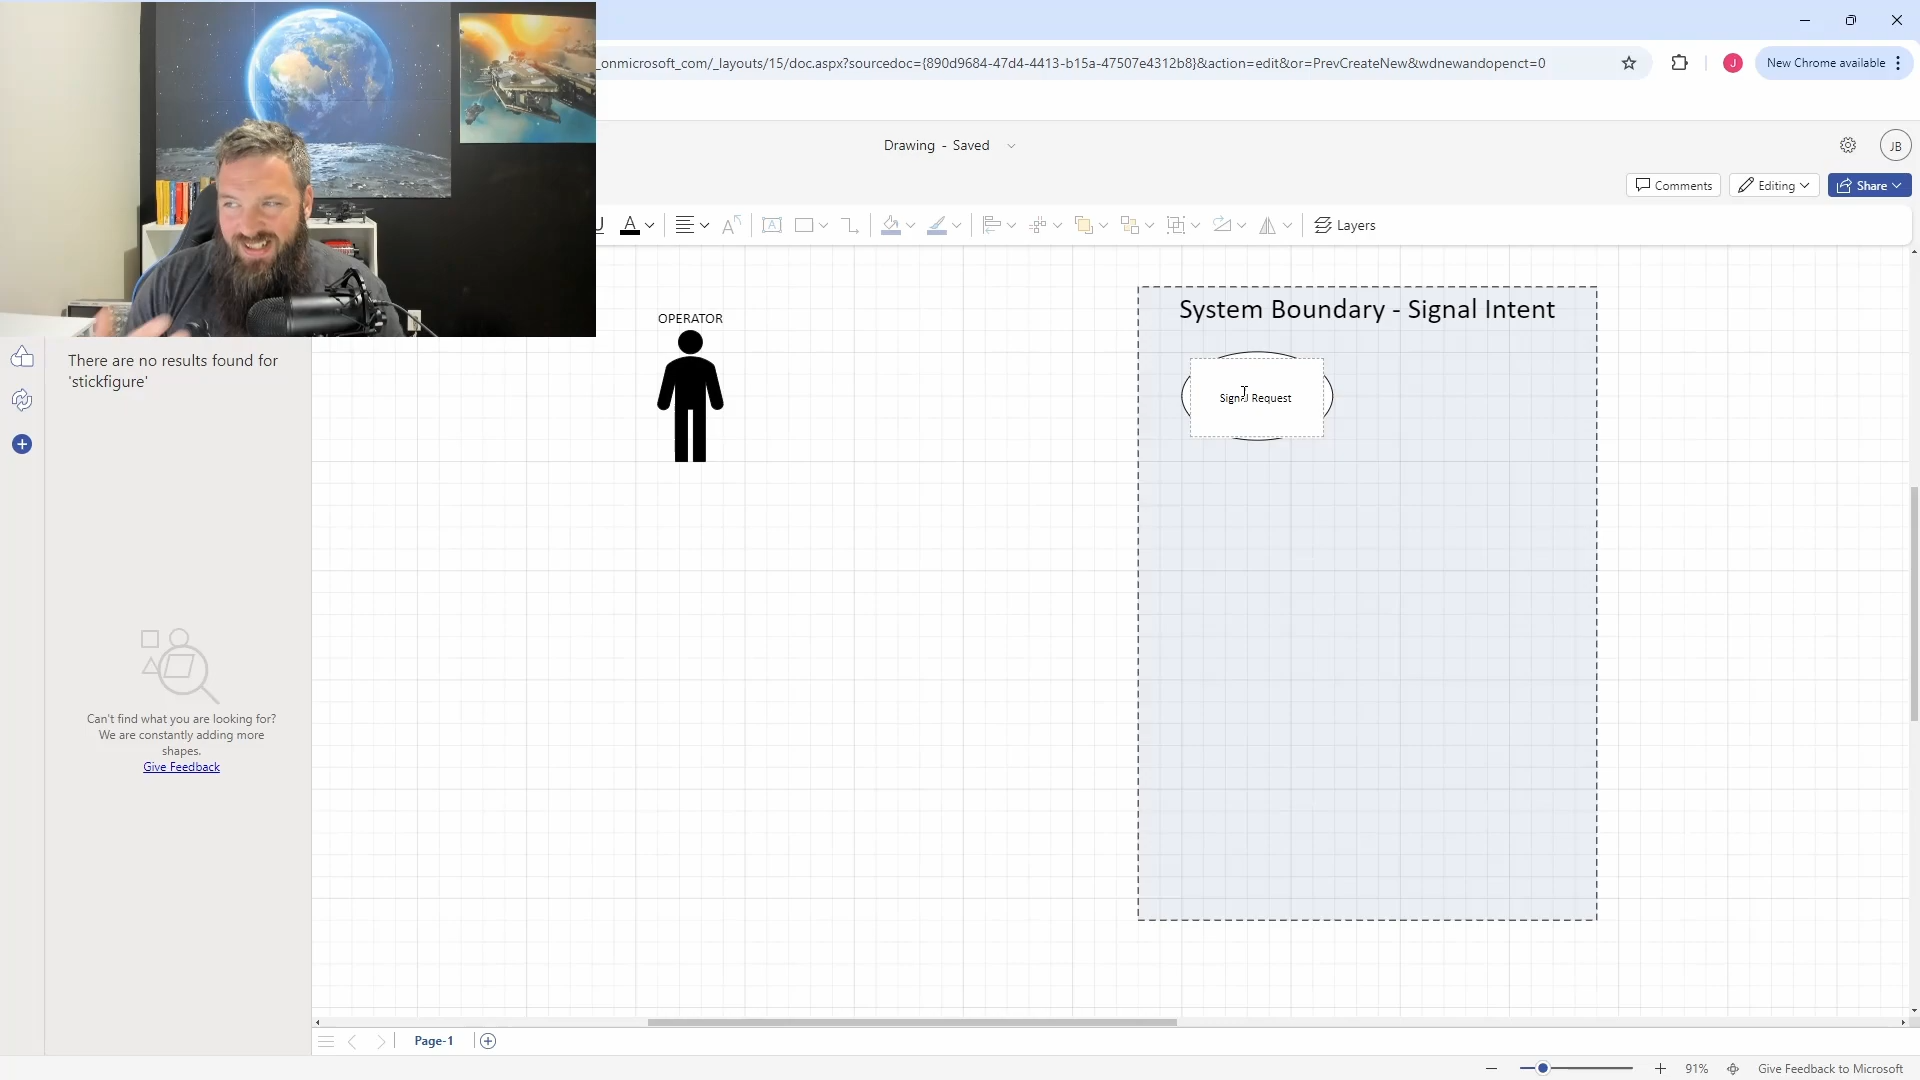 _onmicrosoft_com/_layouts/15/doc.aspx?sourcedoc={890d9684-47d4-4413-b15a-47507e4312b8}&action=edit&or=PrevCreateNew&wdnewandopenct=0
J
New Chrome available
Drawing - Saved
JB
Comments
Editing
Share
U
A
A
A
Layers
There are no results found for
'stickfigure'
Can't find what you are looking for?
We are constantly adding more
shapes.
Give Feedback
OPERATOR
System Boundary - Signal Intent
Signal Request
Page-1
91%
Give Feedback to Microsoft